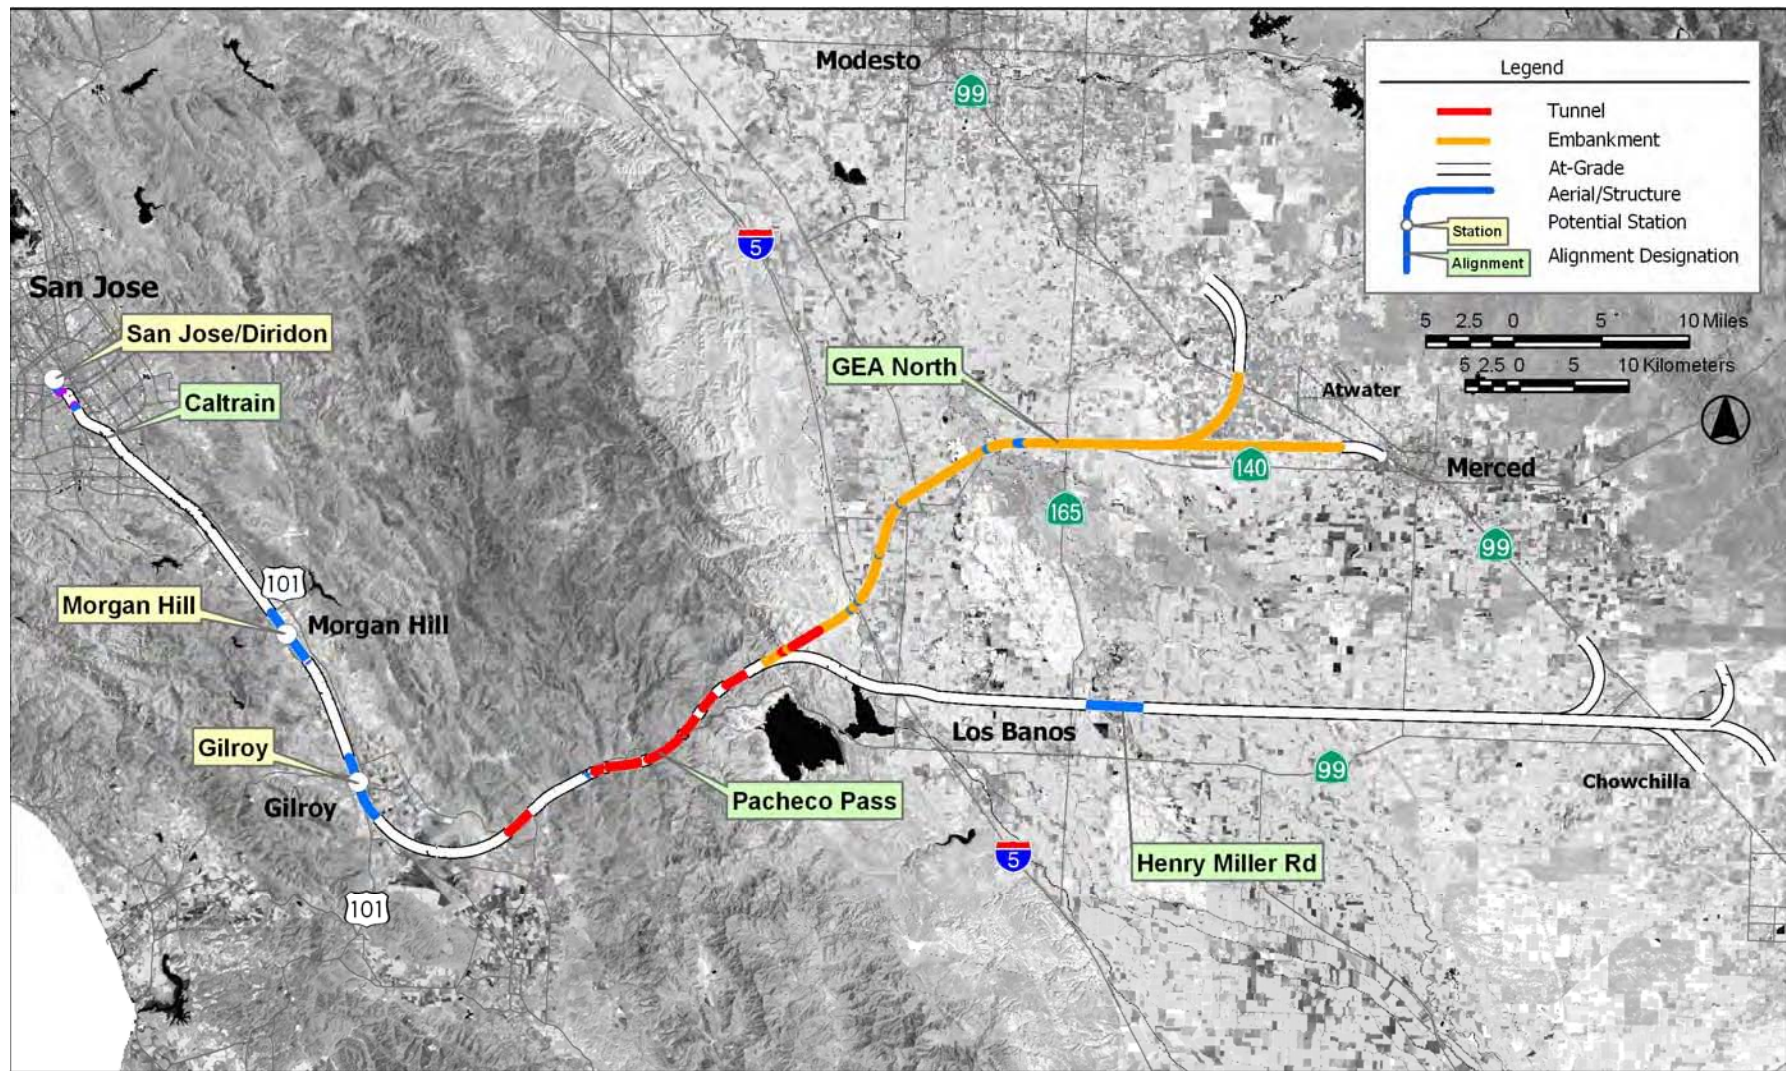 Modesto
99
Legend
Tunnel
Embankment
At-Grade
Aerial/Structure
Station
Potential Station
Alignment
Alignment Designation
5
San Jose
San Jose/Diridon
5 2.5 0 5 10 Miles
5 2.5 0 5 10 Kilometers
GEA North
Atwater
Caltrain
140
Merced
165
99
101
Morgan Hill
Morgan Hill
Los Banos
Gilroy
99
Chowchilla
Gilroy
Pacheco Pass
5
Henry Miller Rd
101